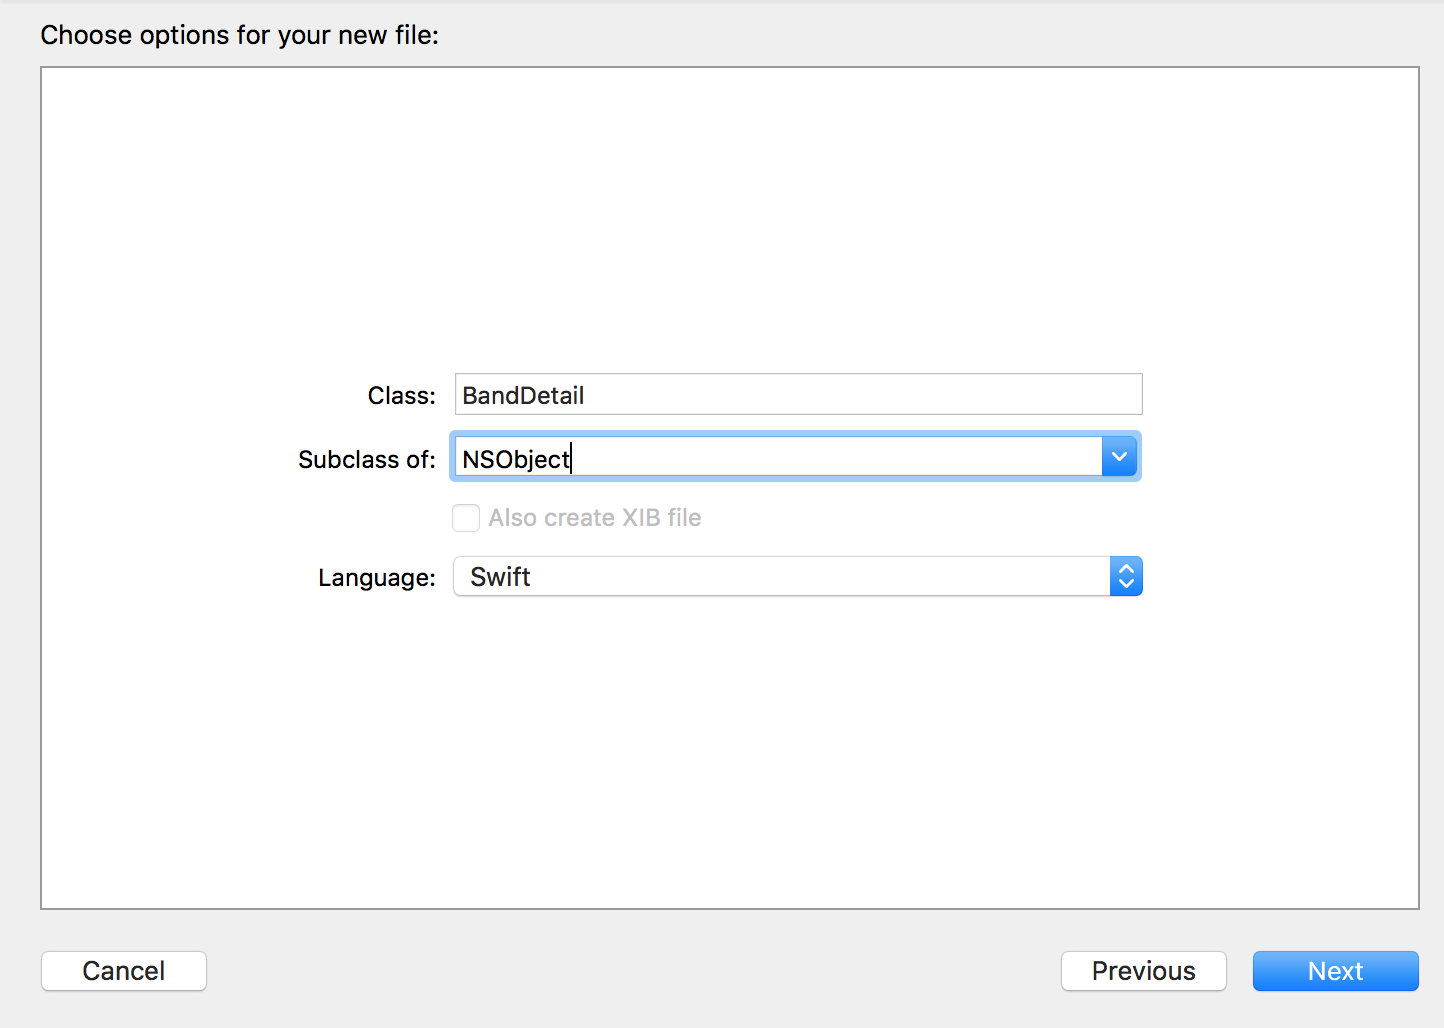 Choose options for your new file:
Class: BandDetail
Subclass of: NSObject
Also create XIB file
Language: Swift
Cancel Previous Next